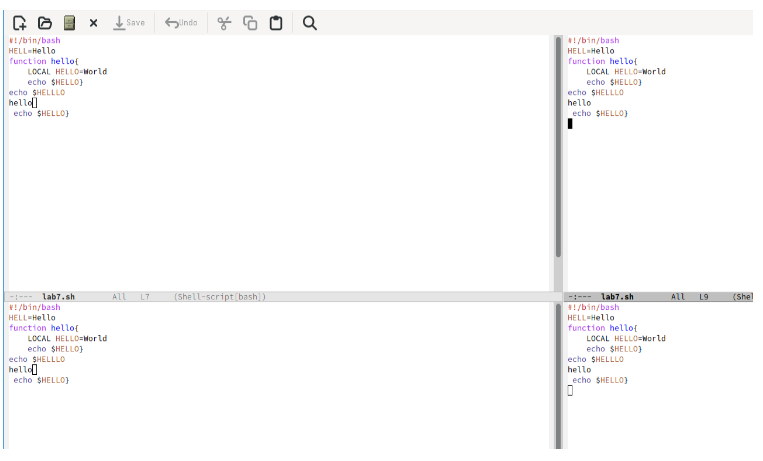 Save Undo
#!/bin/bash
HELL=Hello
function hello{
    LOCAL HELLO=World
    echo $HELLO}
echo $HELLLO
hello
 echo $HELLO}
-:---  lab7.sh        All   L7     (Shell-script[bash])
#!/bin/bash
HELL=Hello
function hello{
    LOCAL HELLO=World
    echo $HELLO}
echo $HELLLO
hello
 echo $HELLO}
-:---  lab7.sh        All   L9     (Shel
#!/bin/bash
HELL=Hello
function hello{
    LOCAL HELLO=World
    echo $HELLO}
echo $HELLLO
hello
 echo $HELLO}
#!/bin/bash
HELL=Hello
function hello{
    LOCAL HELLO=World
    echo $HELLO}
echo $HELLLO
hello
 echo $HELLO}